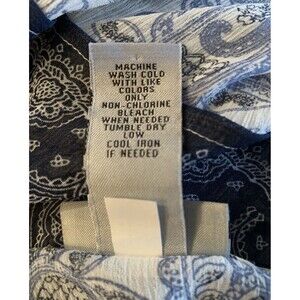 MACHINE
WASH COLD
WITH LIKE
COLORS
ONLY
NON-CHLORINE
BLEACH
WHEN NEEDED
TUMBLE DRY
LOW
COOL IRON
IF NEEDED